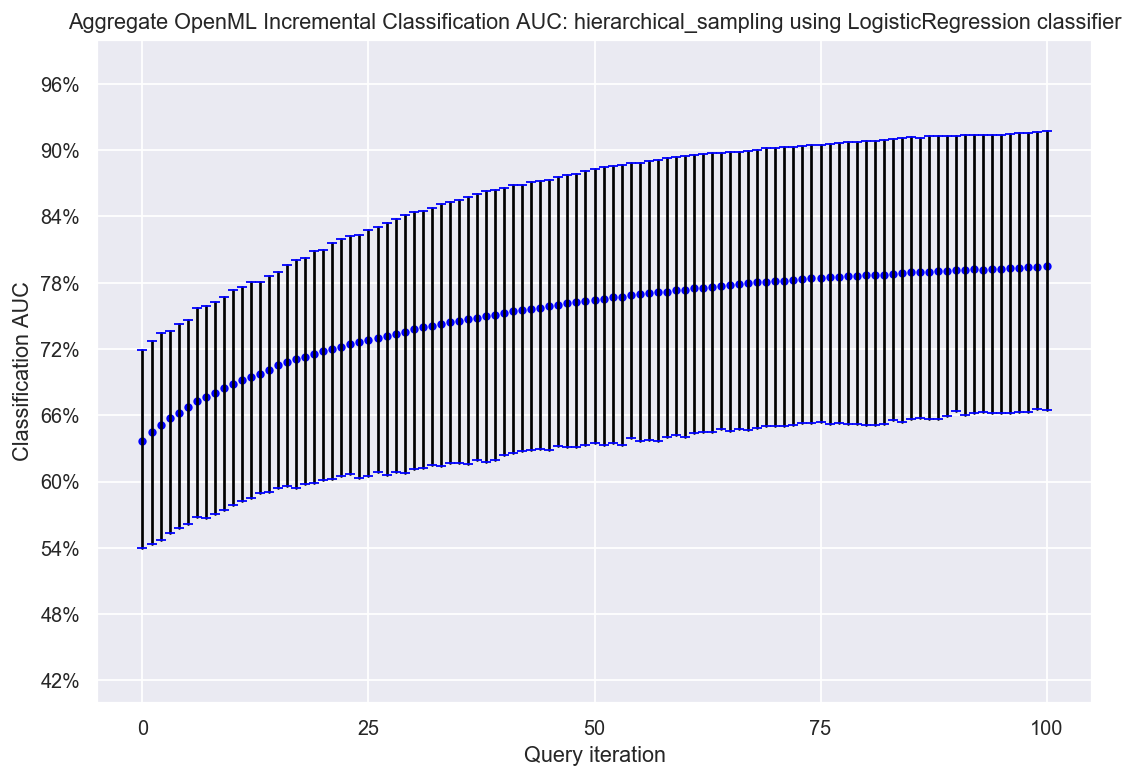 Aggregate OpenML Incremental Classification AUC: hierarchical_sampling using LogisticRegression classifier
96%
90%
84%
78%
72%
66%
60%
54%
48%
42%
Classification AUC
0 25 50 75 100
Query iteration